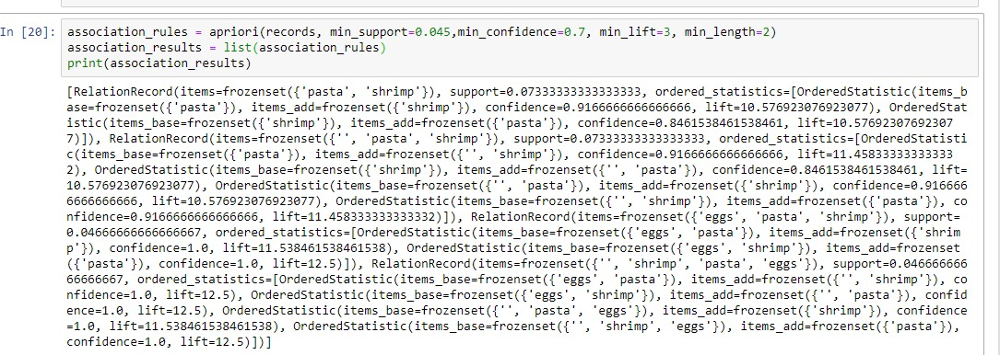 In [20]:
association_rules = apriori(records, min_support=0.045,min_confidence=0.7, min_lift=3, min_length=2)
association_results = list(association_rules)
print(association_results)
[RelationRecord(items=frozenset({'pasta', 'shrimp'}), support=0.07333333333333333, ordered_statistics=[OrderedStatistic(items_b
ase=frozenset({'pasta'}), items_add=frozenset({'shrimp'}), confidence=0.9166666666666666, lift=10.576923076923077), OrderedStat
istic(items_base=frozenset({'shrimp'}), items_add=frozenset({'pasta'}), confidence=0.8461538461538461, lift=10.57692307692307
7)]), RelationRecord(items=frozenset({'', 'pasta', 'shrimp'}), support=0.07333333333333333, ordered_statistics=[OrderedStatisti
c(items_base=frozenset({'pasta'}), items_add=frozenset({'', 'shrimp'}), confidence=0.9166666666666666, lift=11.45833333333333
2), OrderedStatistic(items_base=frozenset({'shrimp'}), items_add=frozenset({'', 'pasta'}), confidence=0.8461538461538461, lift=
10.576923076923077), OrderedStatistic(items_base=frozenset({'', 'pasta'}), items_add=frozenset({'shrimp'}), confidence=0.916666
6666666666, lift=10.576923076923077), OrderedStatistic(items_base=frozenset({'', 'shrimp'}), items_add=frozenset({'pasta'}), co
nfidence=0.9166666666666666, lift=11.458333333333332)]), RelationRecord(items=frozenset({'eggs', 'pasta', 'shrimp'}), support=
0.04666666666666667, ordered_statistics=[OrderedStatistic(items_base=frozenset({'eggs', 'pasta'}), items_add=frozenset({'shrim
p'}), confidence=1.0, lift=11.538461538461538), OrderedStatistic(items_base=frozenset({'eggs', 'shrimp'}), items_add=frozenset
({'pasta'}), confidence=1.0, lift=12.5)]), RelationRecord(items=frozenset({'', 'shrimp', 'pasta', 'eggs'}), support=0.046666666
66666667, ordered_statistics=[OrderedStatistic(items_base=frozenset({'eggs', 'pasta'}), items_add=frozenset({'', 'shrimp'}), co
nfidence=1.0, lift=12.5), OrderedStatistic(items_base=frozenset({'eggs', 'shrimp'}), items_add=frozenset({'', 'pasta'}), confid
ence=1.0, lift=12.5), OrderedStatistic(items_base=frozenset({'', 'pasta', 'eggs'}), items_add=frozenset({'shrimp'}), confidence
=1.0, lift=11.538461538461538), OrderedStatistic(items_base=frozenset({'', 'shrimp', 'eggs'}), items_add=frozenset({'pasta'}),
confidence=1.0, lift=12.5)])]